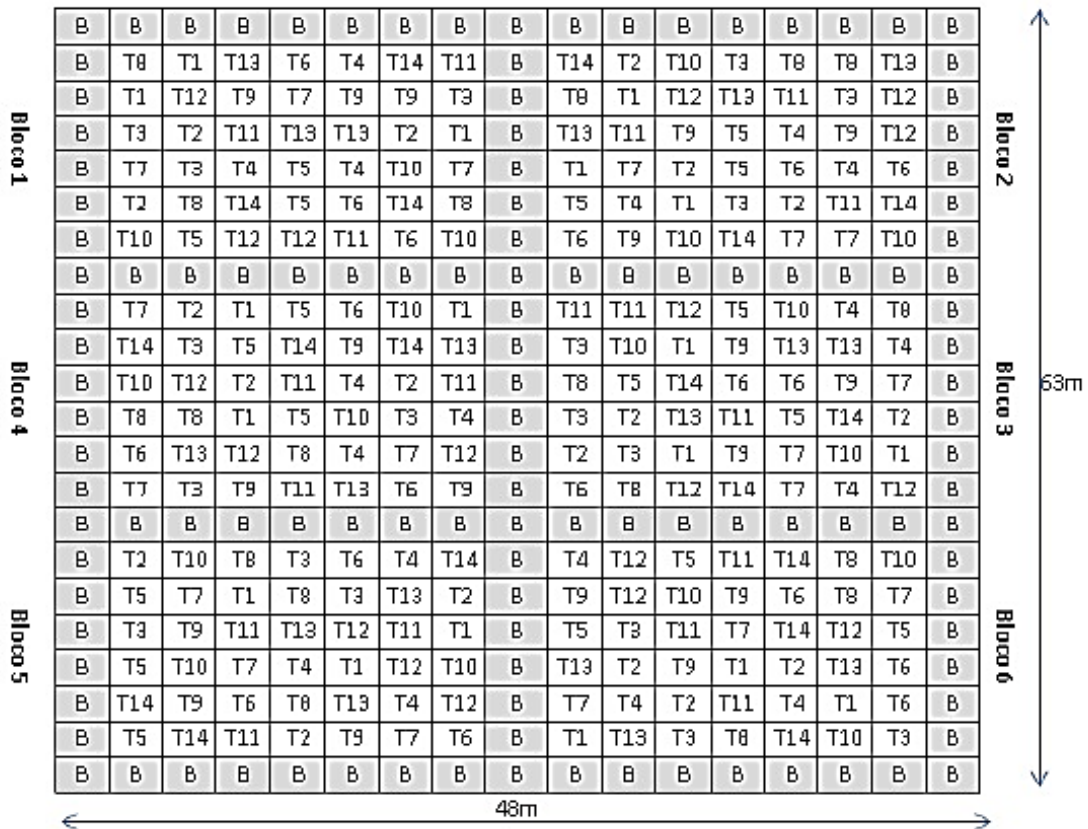 B B B B B B B B B B B B B B B B B
B T8 T1 T13 T6 T4 T14 T11 B T14 T2 T10 T3 T8 T8 T13 B
B T1 T12 T9 T7 T9 T9 T3 B T8 T1 T12 T13 T11 T3 T12 B
B T3 T2 T11 T13 T13 T2 T1 B T13 T11 T9 T5 T4 T9 T12 B
B T7 T3 T4 T5 T4 T10 T7 B T1 T7 T2 T5 T6 T4 T6 B
B T2 T8 T14 T5 T6 T14 T8 B T5 T4 T1 T3 T2 T11 T14 B
B T10 T5 T12 T12 T11 T6 T10 B T6 T9 T10 T14 T7 T7 T10 B
Bloco 1
Bloco 2
B B B B B B B B B B B B B B B B B
B T7 T2 T1 T5 T6 T10 T1 B T11 T11 T12 T5 T10 T4 T8 B
B T14 T3 T5 T14 T9 T14 T13 B T3 T10 T1 T9 T13 T13 T4 B
B T10 T12 T2 T11 T4 T2 T11 B T8 T5 T14 T6 T6 T9 T7 B
B T8 T8 T1 T5 T10 T3 T4 B T3 T2 T13 T11 T5 T14 T2 B
B T6 T13 T12 T8 T4 T7 T12 B T2 T3 T1 T9 T7 T10 T1 B
B T7 T3 T9 T11 T13 T6 T9 B T6 T8 T12 T14 T7 T4 T12 B
Bloco 4
Bloco 3
63m
B B B B B B B B B B B B B B B B B
B T2 T10 T8 T3 T6 T4 T14 B T4 T12 T5 T11 T14 T8 T10 B
B T5 T7 T1 T8 T3 T13 T2 B T9 T12 T10 T9 T6 T8 T7 B
B T3 T9 T11 T13 T12 T11 T1 B T5 T3 T11 T7 T14 T12 T5 B
B T5 T10 T7 T4 T1 T12 T10 B T13 T2 T9 T1 T2 T13 T6 B
B T14 T9 T6 T8 T13 T4 T12 B T7 T4 T2 T11 T4 T1 T6 B
B T5 T14 T11 T2 T9 T7 T6 B T1 T13 T3 T8 T14 T10 T3 B
Bloco 5
Bloco 6
B B B B B B B B B B B B B B B B B
48m